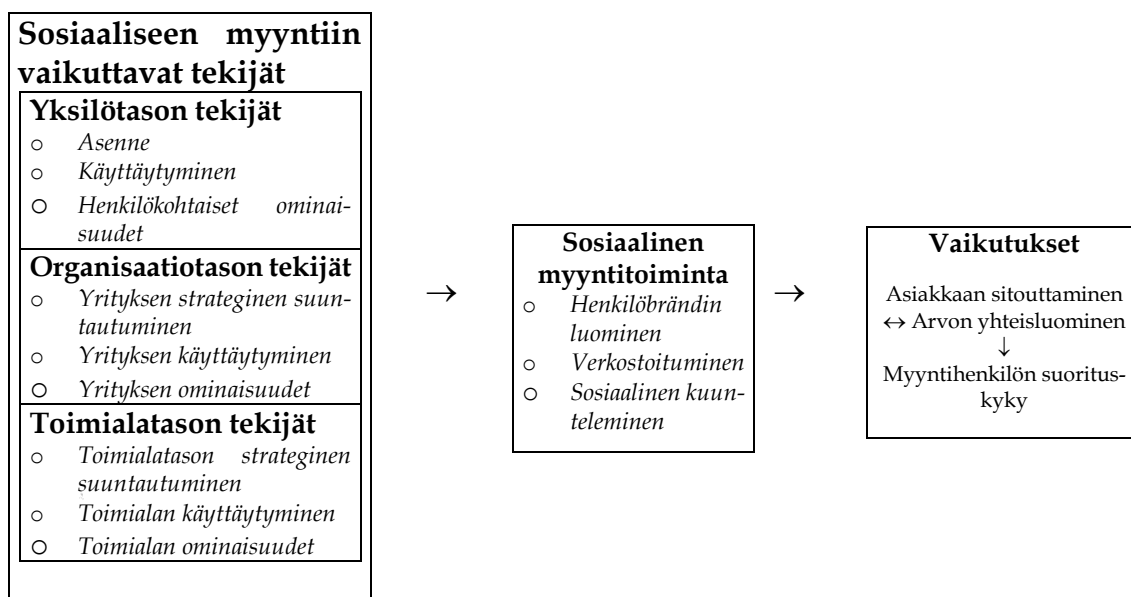 Sosiaaliseen myyntiin
vaikuttavat tekijät
Yksilötason tekijät
○ Asenne
○ Käyttäytyminen
○ Henkilökohtaiset ominai-
suudet
Organisaatiotason tekijät
○ Yrityksen strateginen suun-
tautuminen
○ Yrityksen käyttäytyminen
○ Yrityksen ominaisuudet
Toimialatason tekijät
○ Toimialatason strateginen
suuntautuminen
○ Toimialan käyttäytyminen
○ Toimialan ominaisuudet
→
Sosiaalinen
myyntitoiminta
○ Henkilöbrändin
luominen
○ Verkostoituminen
○ Sosiaalinen kuun-
teleminen
→
Vaikutukset
Asiakkaan sitouttaminen
↔ Arvon yhteisluominen
↓
Myyntihenkilön suoritus-
kyky